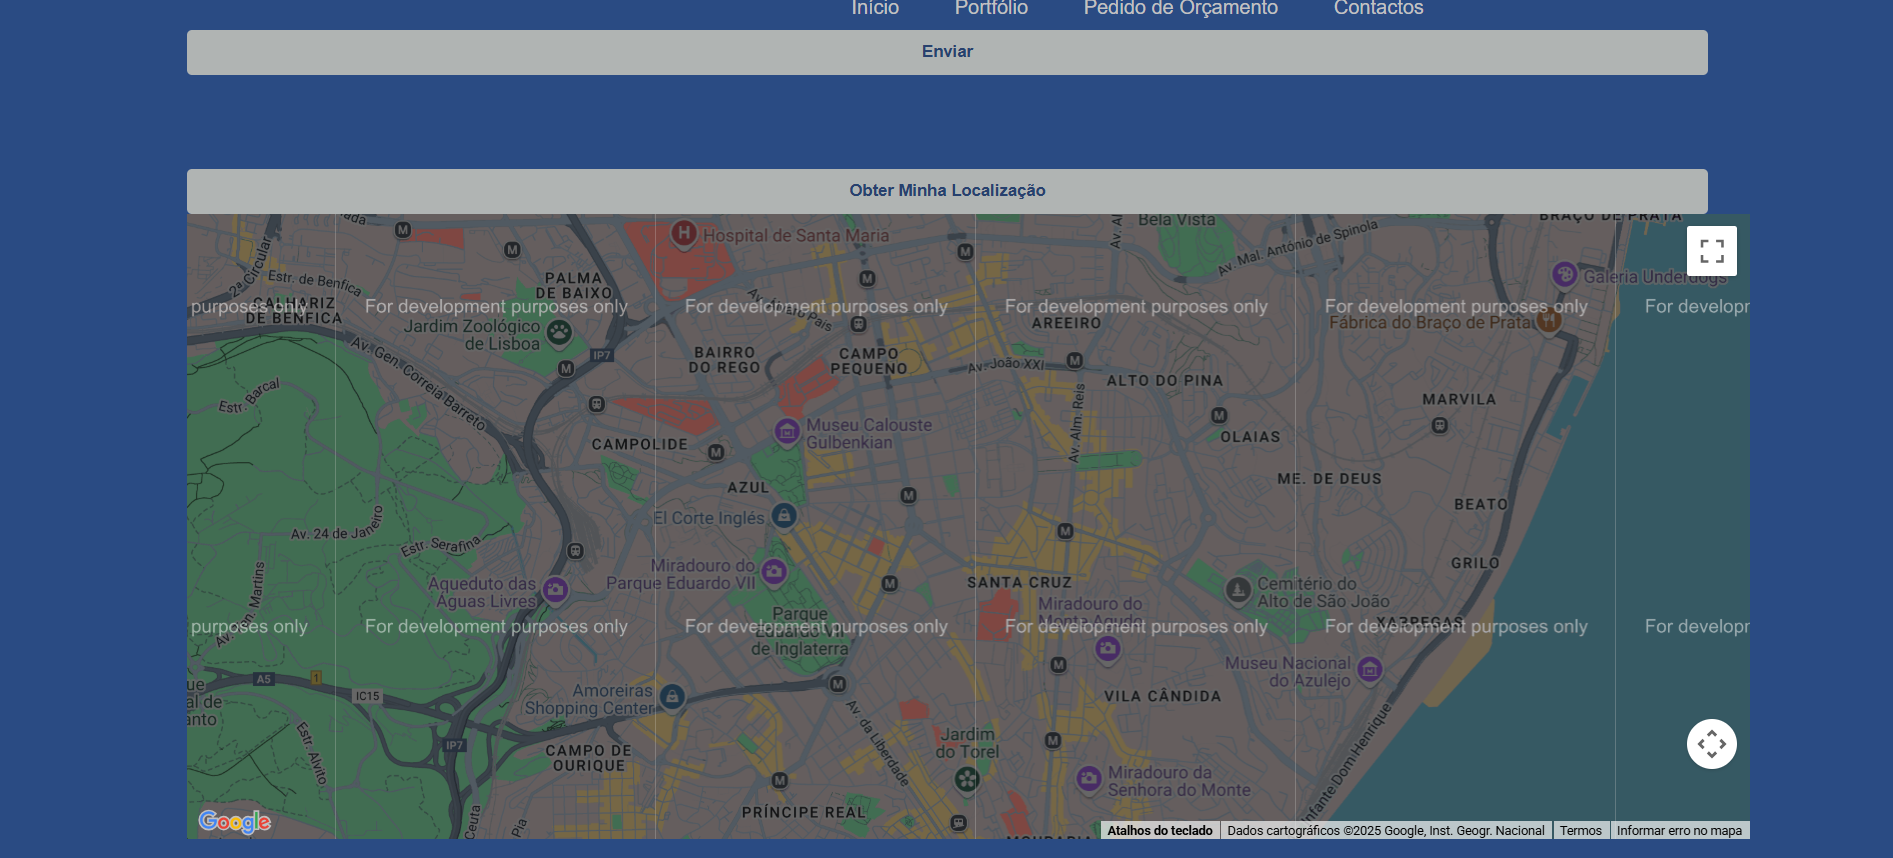 Início Portfólio Pedido de Orçamento Contactos
Enviar
Obter Minha Localização
2ª Circular
Estr. de Benfica
CALHARIZ
DE BENFICA
purposes only
PALMA
DE BAIXO
For development purposes only
Jardim Zoológico
de Lisboa
H
Hospital de Santa Maria
For development purposes only
Av. Álvaro Pais
Bela Vista
Av. Mal. António de Spinola
BRAÇO DE PRATA
Galeria Underdogs
For development purposes only
For development purposes only
For developr
AREEIRO
Fábrica do Braço de Prata
IP7
BAIRRO
DO REGO
CAMPO
PEQUENO
Av. João XXI
ALTO DO PINA
Av. Gen. Correia Barreto
Estr. Barcal
MARVILA
Av. Alm. Reis
Museu Calouste
Gulbenkian
CAMPOLIDE
OLAIAS
AZUL
ME. DE DEUS
BEATO
El Corte Inglés
Av. 24 de Janeiro
Estr. Serafina
GRILO
Miradouro do
Parque Eduardo VII
Aqueduto das
Águas Livres
SANTA CRUZ
Cemitério do
Alto de São João
Miradouro do
Monte Agudo
Parque
Eduardo VII
de Inglaterra
XABREGAS
purposes only
For development purposes only
For development purposes only
For development purposes only
For development purposes only
For developr
Museu Nacional
do Azulejo
A5
IC15
Amoreiras
Shopping Center
VILA CÂNDIDA
Av. da Liberdade
Estr. Alvito
IP7
CAMPO DE
OURIQUE
Jardim
do Torel
Infante Dom Henrique
Miradouro da
Senhora do Monte
PRÍNCIPE REAL
Ceuta
MOURARIA
Google
Atalhos do teclado Dados cartográficos ©2025 Google, Inst. Geogr. Nacional Termos Informar erro no mapa